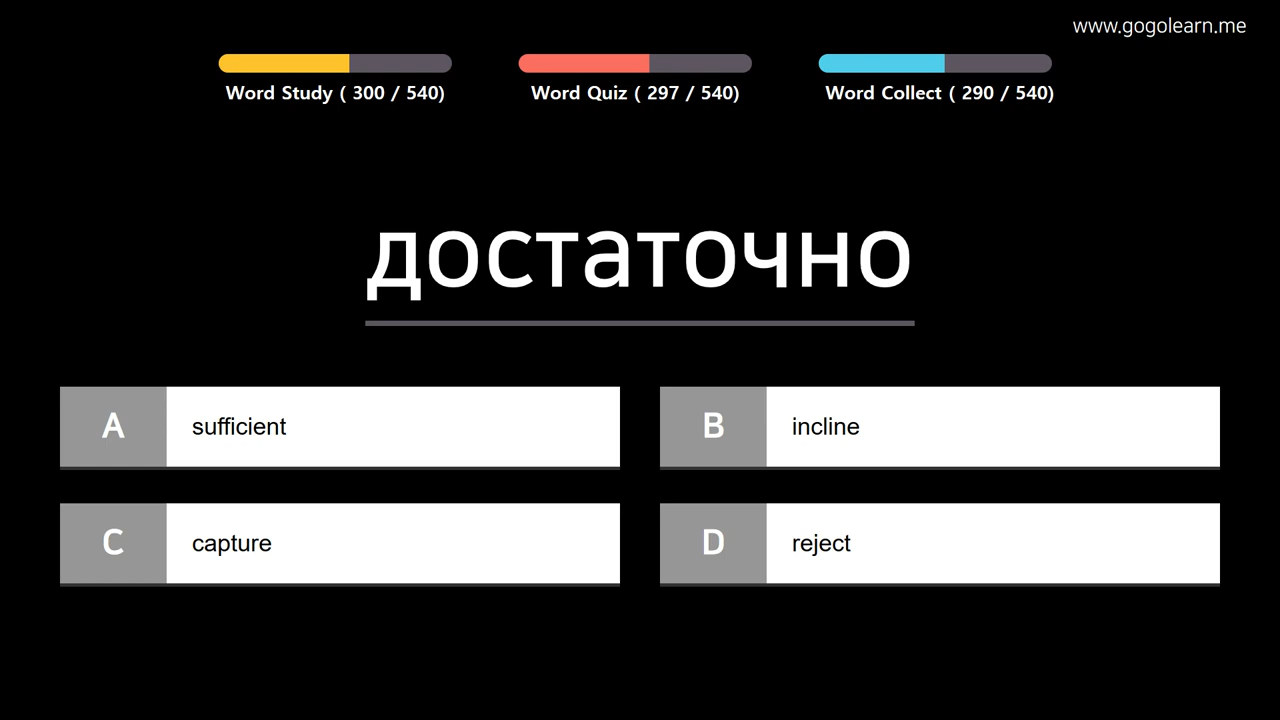 www.gogolearn.me
Word Study ( 300 / 540)
Word Quiz ( 297 / 540)
Word Collect ( 290 / 540)
достаточно
A sufficient
B incline
C capture
D reject